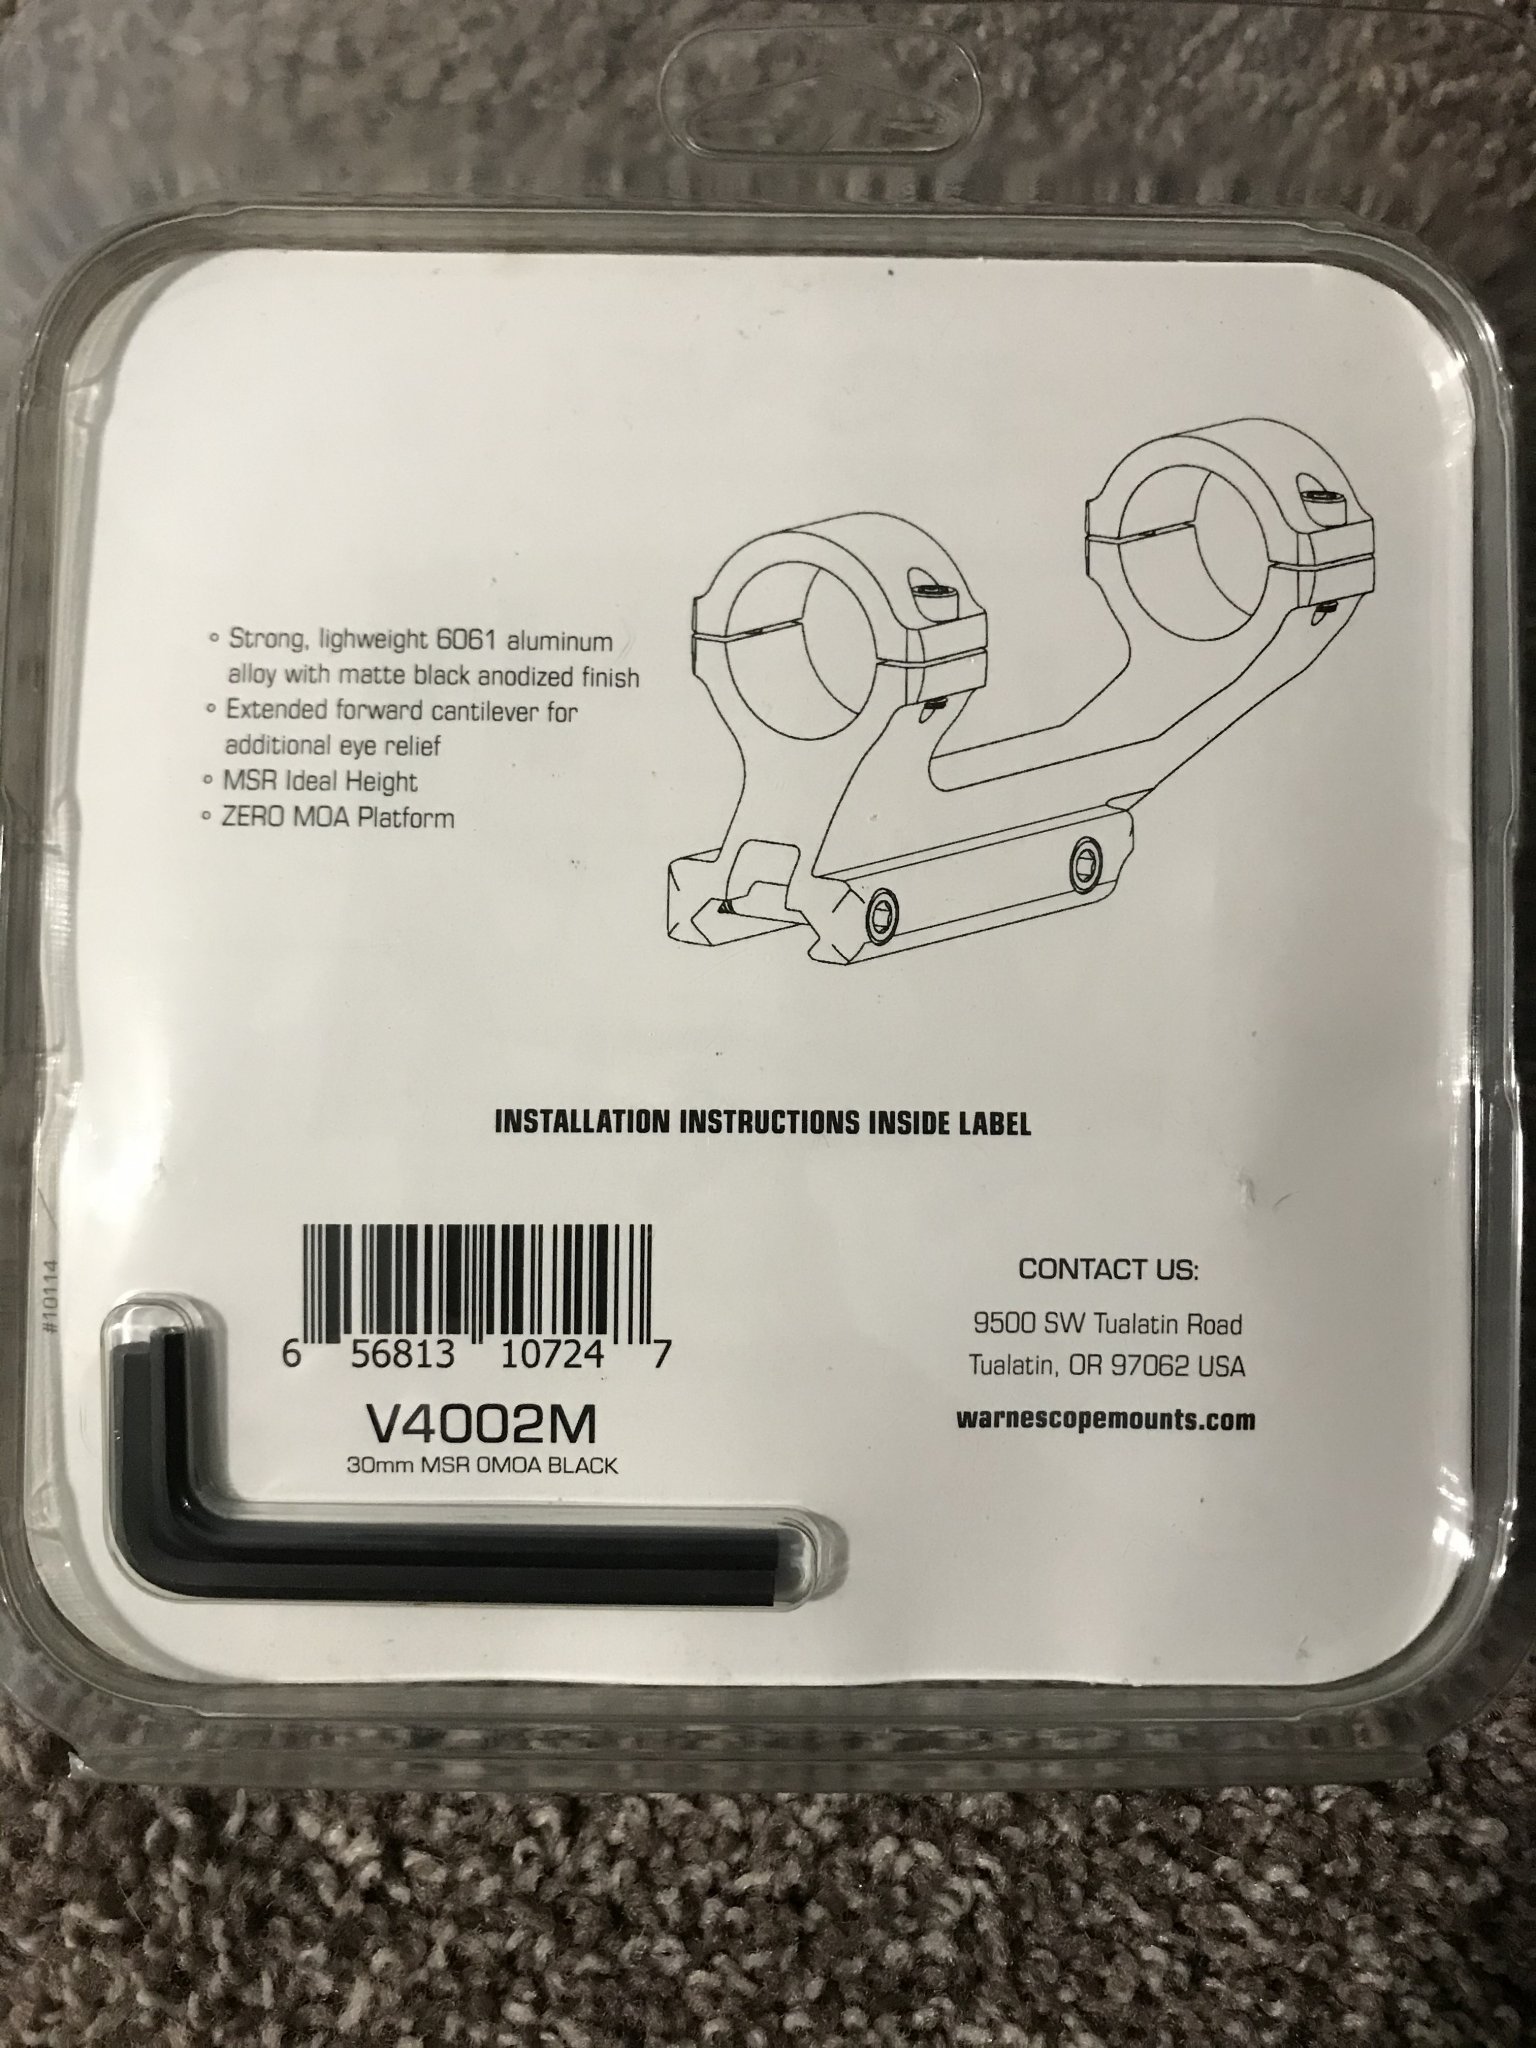 ° Strong, lighweight 6061 aluminum
alloy with matte black anodized finish
° Extended forward cantilever for
additional eye relief
° MSR Ideal Height
° ZERO MOA Platform
INSTALLATION INSTRUCTIONS INSIDE LABEL
#10114
6 56813 10724 7
V4002M
30mm MSR 0MOA BLACK
CONTACT US:
9500 SW Tualatin Road
Tualatin, OR 97062 USA
warnescopemounts.com